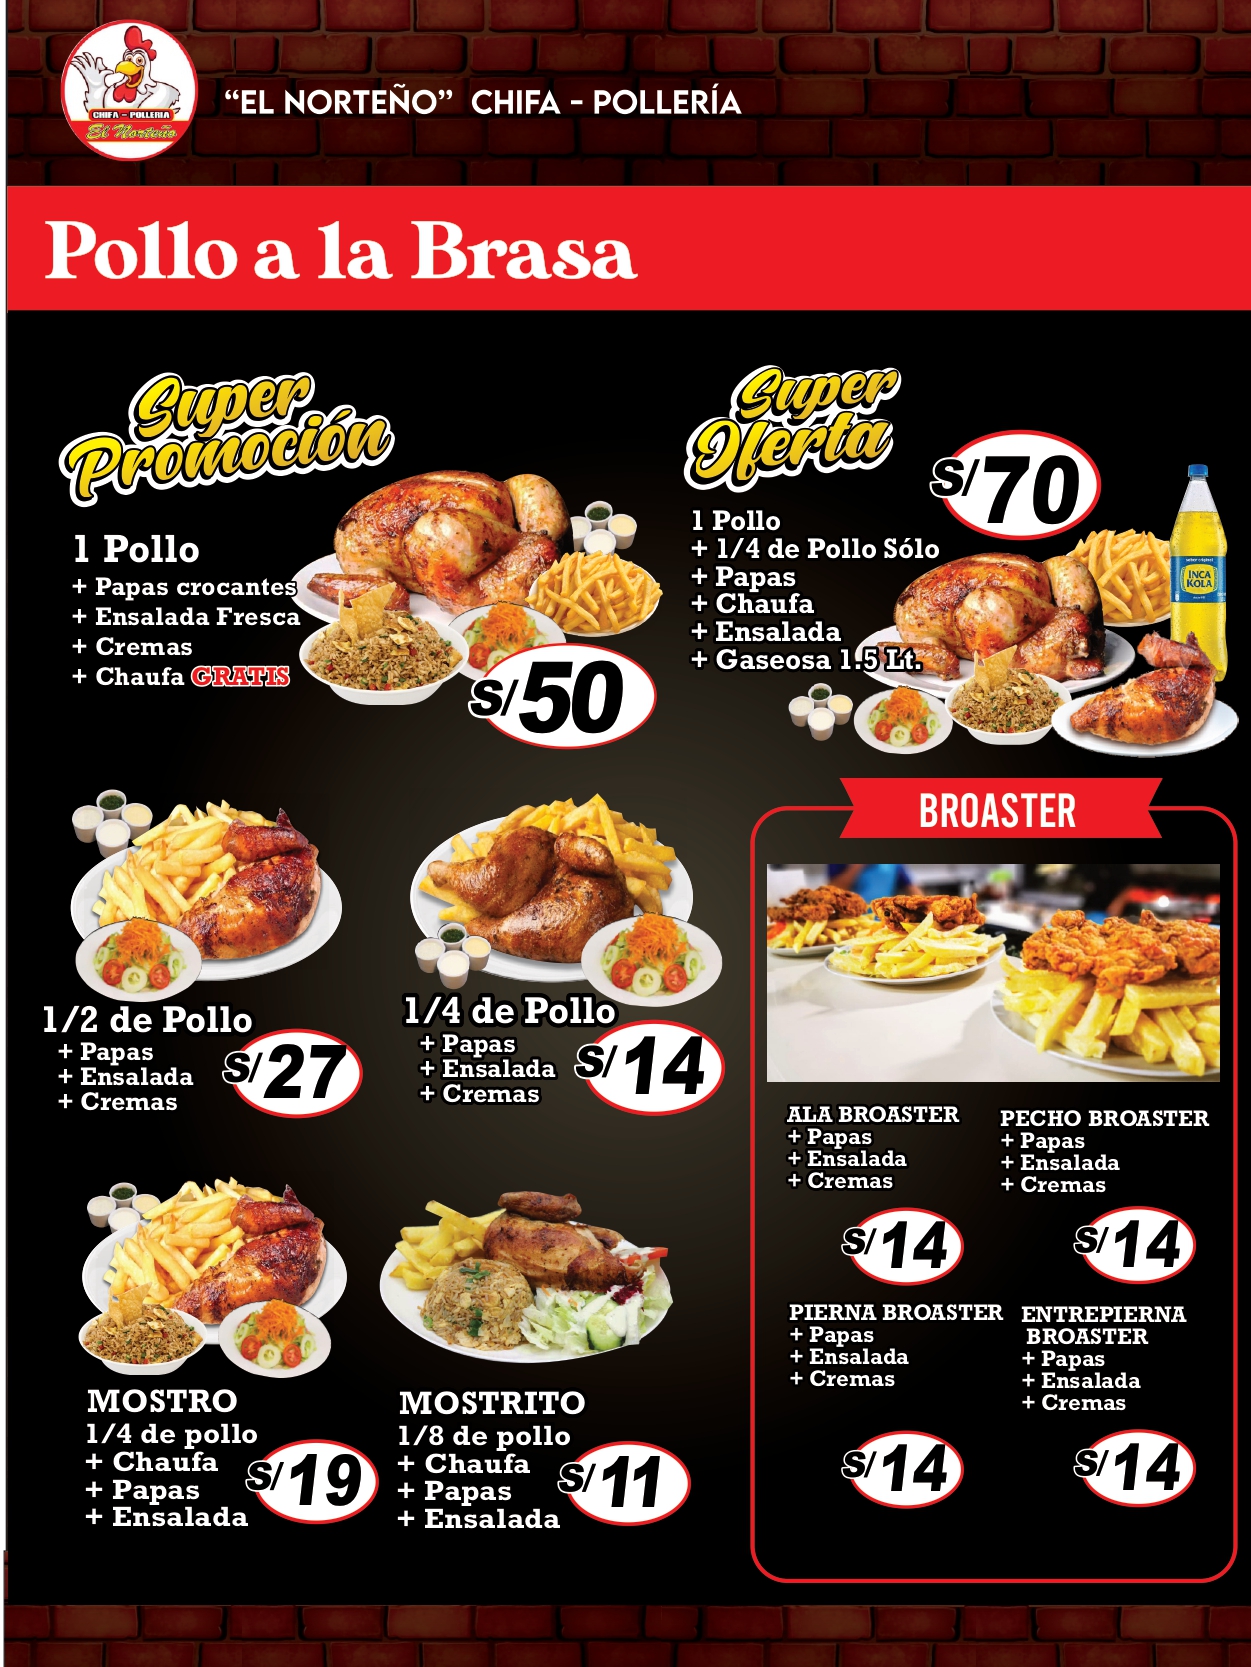 CHIFA - POLLERIA
El Norteño
“EL NORTEÑO” CHIFA - POLLERÍA
Pollo a la Brasa
Super
Promoción
1 Pollo
+ Papas crocantes
+ Ensalada Fresca
+ Cremas
+ Chaufa GRATIS
S/50
Super
Oferta
S/70
1 Pollo
+ 1/4 de Pollo Sólo
+ Papas
+ Chaufa
+ Ensalada
+ Gaseosa 1.5 Lt.
INCA
KOLA
1/2 de Pollo
+ Papas
+ Ensalada
+ Cremas
S/27
1/4 de Pollo
+ Papas
+ Ensalada
+ Cremas
S/14
MOSTRO
1/4 de pollo
+ Chaufa
+ Papas
+ Ensalada
S/19
MOSTRITO
1/8 de pollo
+ Chaufa
+ Papas
+ Ensalada
S/11
BROASTER
ALA BROASTER
+ Papas
+ Ensalada
+ Cremas
S/14
PECHO BROASTER
+ Papas
+ Ensalada
+ Cremas
S/14
PIERNA BROASTER
+ Papas
+ Ensalada
+ Cremas
S/14
ENTREPIERNA
BROASTER
+ Papas
+ Ensalada
+ Cremas
S/14